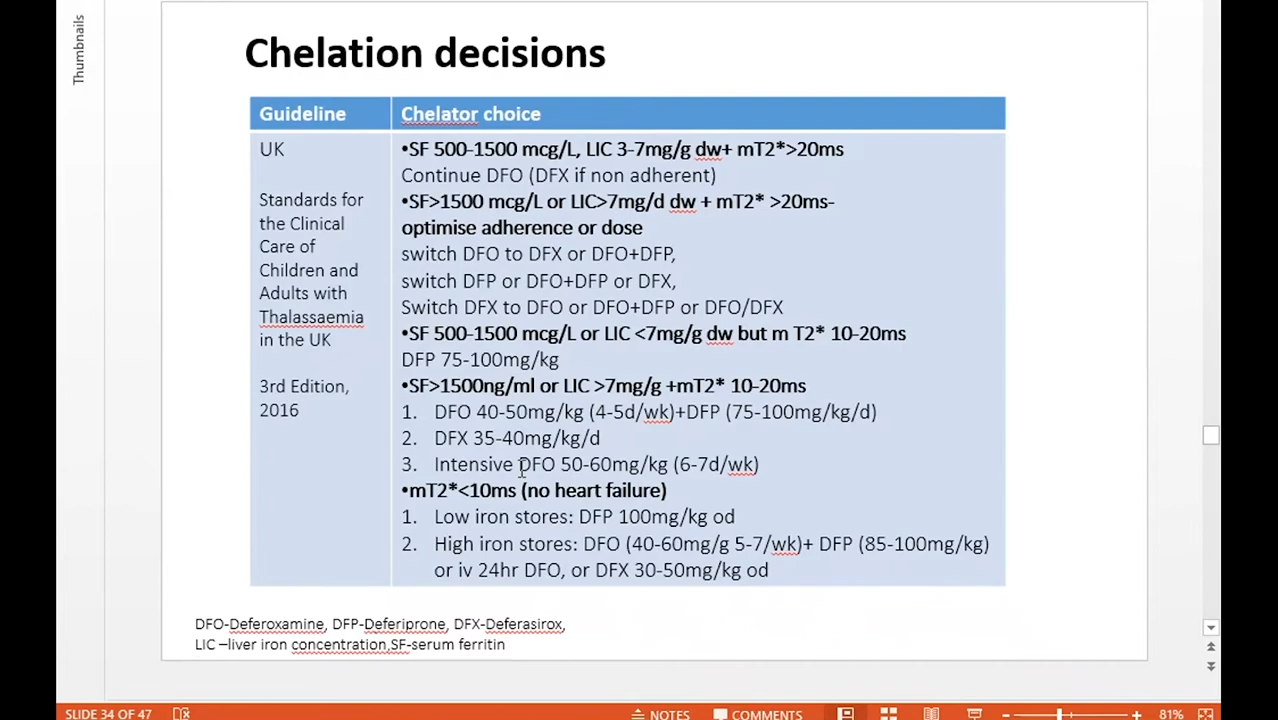 Thumbnails
Chelation decisions
Guideline
Chelator choice
UK
Standards for
the Clinical
Care of
Children and
Adults with
Thalassaemia
in the UK
3rd Edition,
2016
•SF 500-1500 mcg/L, LIC 3-7mg/g dw+ mT2*>20ms
Continue DFO (DFX if non adherent)
•SF>1500 mcg/L or LIC>7mg/d dw + mT2* >20ms-
optimise adherence or dose
switch DFO to DFX or DFO+DFP,
switch DFP or DFO+DFP or DFX,
Switch DFX to DFO or DFO+DFP or DFO/DFX
•SF 500-1500 mcg/L or LIC <7mg/g dw but m T2* 10-20ms
DFP 75-100mg/kg
•SF>1500ng/ml or LIC >7mg/g +mT2* 10-20ms
1. DFO 40-50mg/kg (4-5d/wk)+DFP (75-100mg/kg/d)
2. DFX 35-40mg/kg/d
3. Intensive DFO 50-60mg/kg (6-7d/wk)
•mT2*<10ms (no heart failure)
1. Low iron stores: DFP 100mg/kg od
2. High iron stores: DFO (40-60mg/g 5-7/wk)+ DFP (85-100mg/kg)
or iv 24hr DFO, or DFX 30-50mg/kg od
DFO-Deferoxamine, DFP-Deferiprone, DFX-Deferasirox,
LIC –liver iron concentration,SF-serum ferritin
SLIDE 34 OF 47
NOTES
COMMENTS
81%